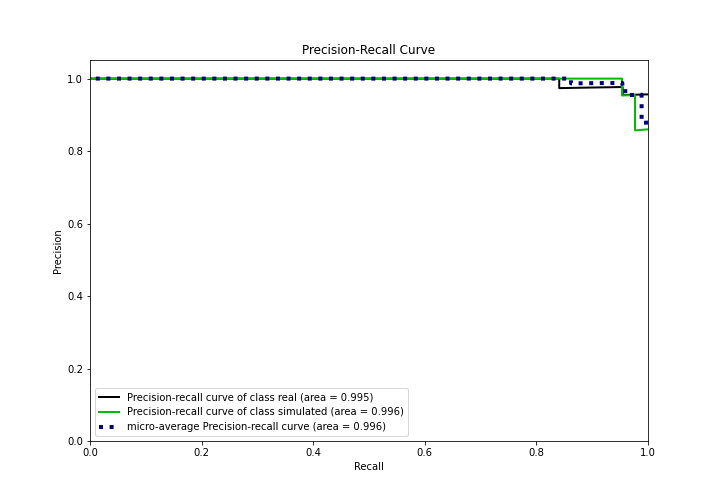 Precision-Recall Curve
1.0
0.8
0.6
0.4
0.2
0.0
Precision
Precision-recall curve of class real (area = 0.995)
Precision-recall curve of class simulated (area = 0.996)
micro-average Precision-recall curve (area = 0.996)
0.0 0.2 0.4 0.6 0.8 1.0
Recall